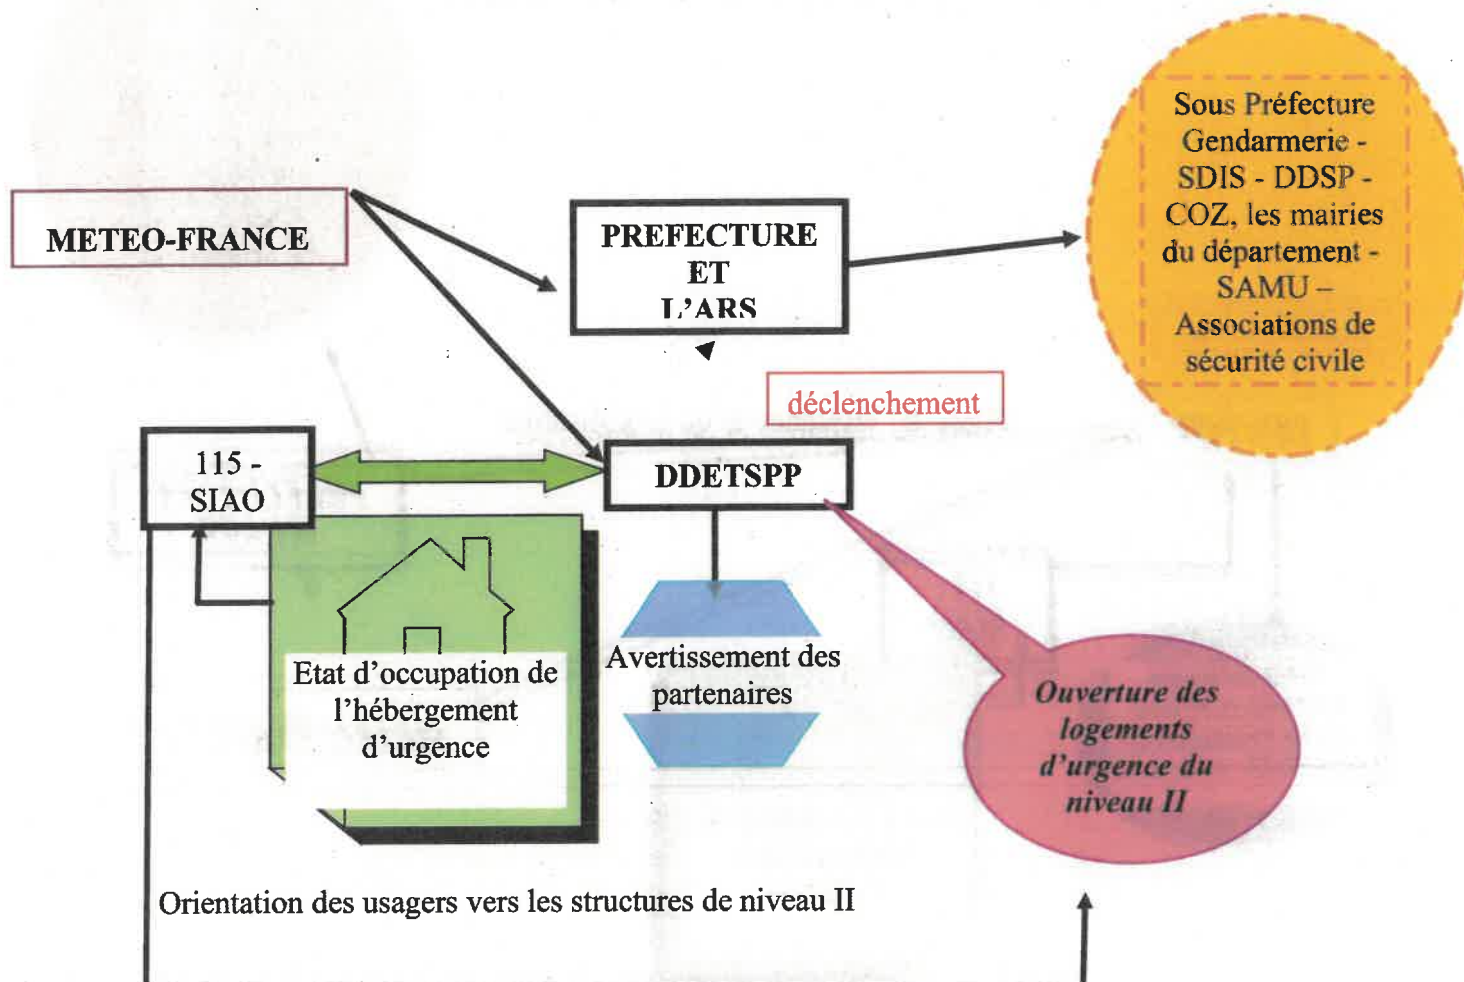 METEO-FRANCE
PREFECTURE
ET
L'ARS
Sous Préfecture
Gendarmerie -
SDIS - DDSP -
COZ, les mairies
du département -
SAMU –
Associations de
sécurité civile
déclenchement
115 -
SIAO
DDETSPP
Etat d'occupation de
l'hébergement
d'urgence
Avertissement des
partenaires
Ouverture des
logements
d'urgence du
niveau II
Orientation des usagers vers les structures de niveau II